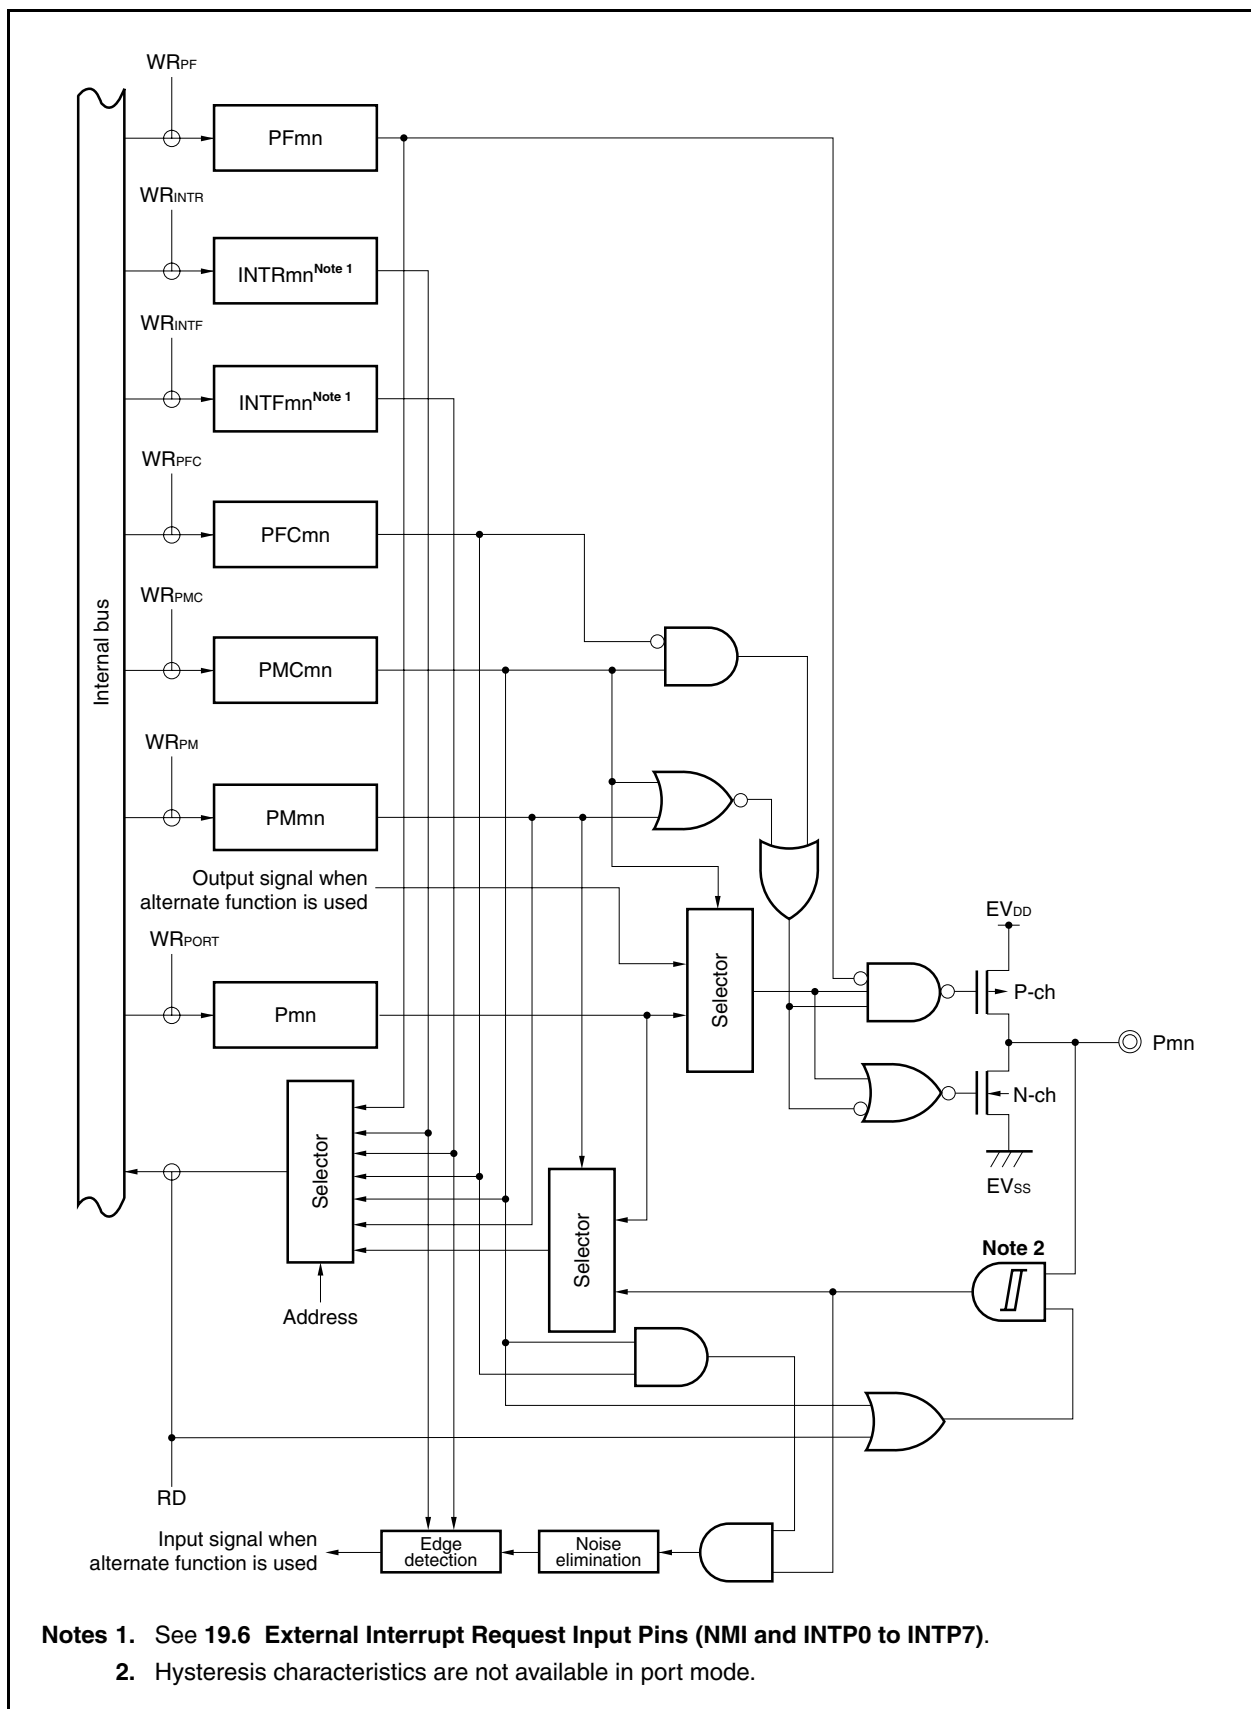 WRPF
PFmn
WRINTR
INTRmnNote 1
WRINTF
INTFmnNote 1
WRPFC
PFCmn
WRPMC
PMCmn
Internal bus
WRPM
PMmn
Output signal when
alternate function is used
WRPORT
Pmn
Selector
EVDD
P-ch
Pmn
N-ch
EVSS
Selector
Selector
Note 2
Address
RD
Input signal when
alternate function is used
Edge
detection
Noise
elimination
Notes 1. See 19.6 External Interrupt Request Input Pins (NMI and INTP0 to INTP7).
2. Hysteresis characteristics are not available in port mode.